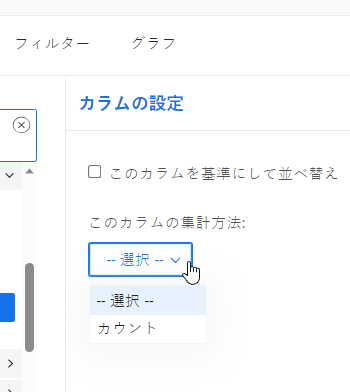 フィルター グラフ
カラムの設定
このカラムを基準にして並べ替え
このカラムの集計方法:
-- 選択 --
-- 選択 --
カウント